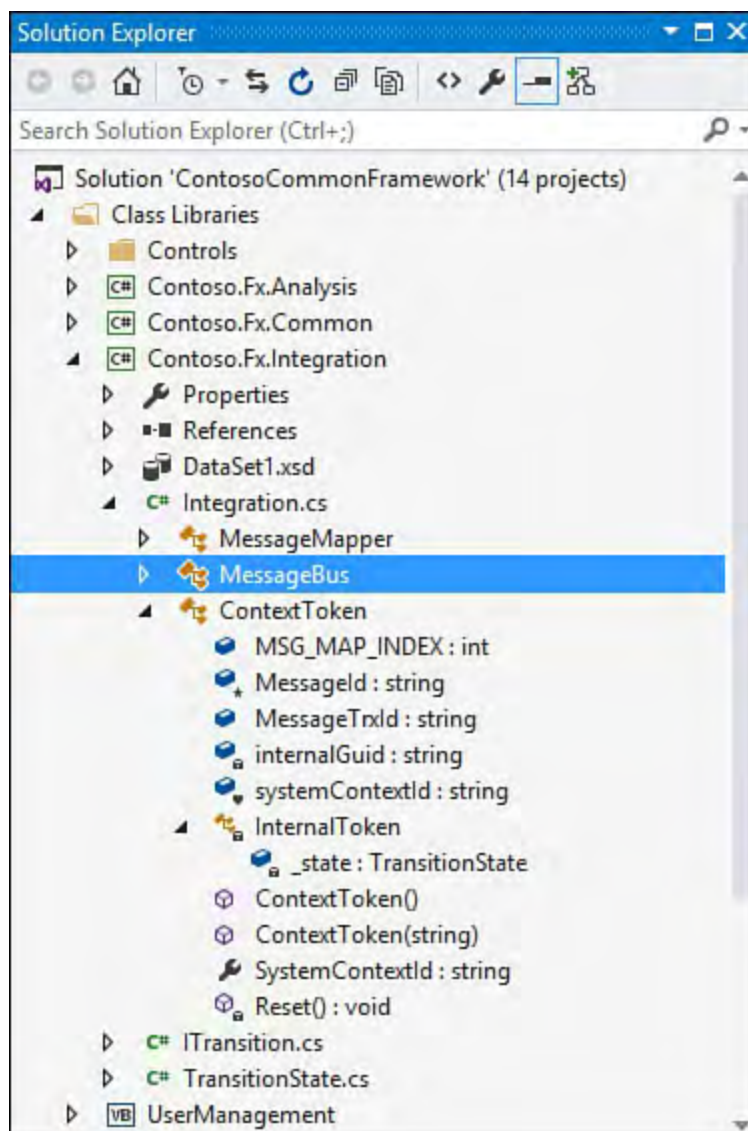 Solution Explorer
Search Solution Explorer (Ctrl+;)
Solution 'ContosoCommonFramework' (14 projects)
Class Libraries
Controls
C# Contoso.Fx.Analysis
C# Contoso.Fx.Common
C# Contoso.Fx.Integration
Properties
References
DataSet1.xsd
C# Integration.cs
MessageMapper
MessageBus
ContextToken
MSG_MAP_INDEX : int
MessageId : string
MessageTrxId : string
internalGuid : string
systemContextId : string
InternalToken
_state : TransitionState
ContextToken()
ContextToken(string)
SystemContextId : string
Reset() : void
C# ITransition.cs
C# TransitionState.cs
VB UserManagement